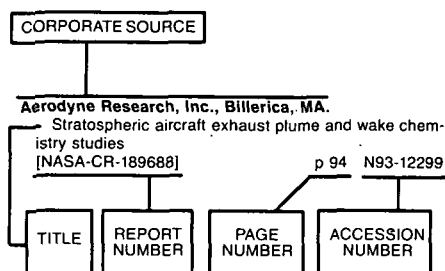 CORPORATE SOURCE
Aerodyne Research, Inc., Billerica, MA.
Stratospheric aircraft exhaust plume and wake chem-
istry studies
[NASA-CR-189688] p 94 N93-12299
TITLE
REPORT
NUMBER
PAGE
NUMBER
ACCESSION
NUMBER